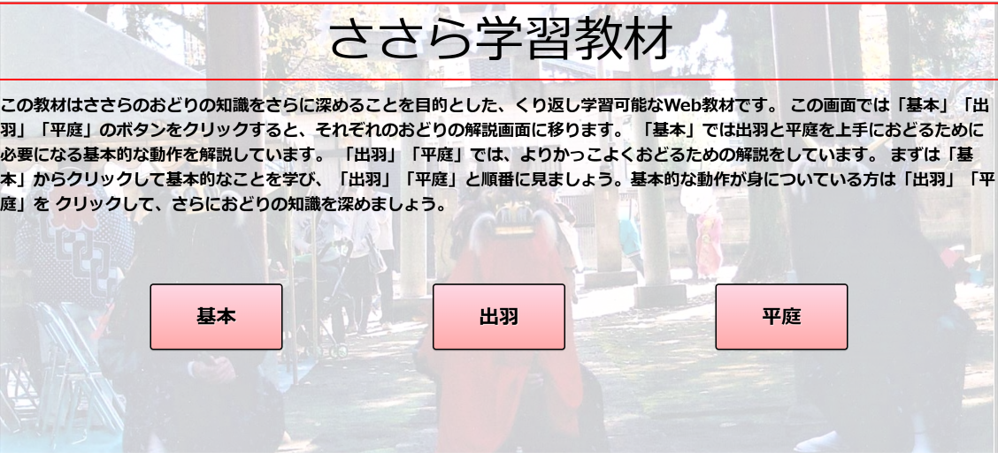 ささら学習教材
この教材はささらのおどりの知識をさらに深めることを目的とした、くり返し学習可能なWeb教材です。 この画面では「基本」「出
羽」「平庭」のボタンをクリックすると、それぞれのおどりの解説画面に移ります。 「基本」では出羽と平庭を上手におどるために
必要になる基本的な動作を解説しています。 「出羽」「平庭」では、よりかっこよくおどるための解説をしています。 まずは「基
本」からクリックして基本的なことを学び、「出羽」「平庭」と順番に見ましょう。基本的な動作が身についている方は「出羽」「平
庭」を クリックして、さらにおどりの知識を深めましょう。
基本
出羽
平庭